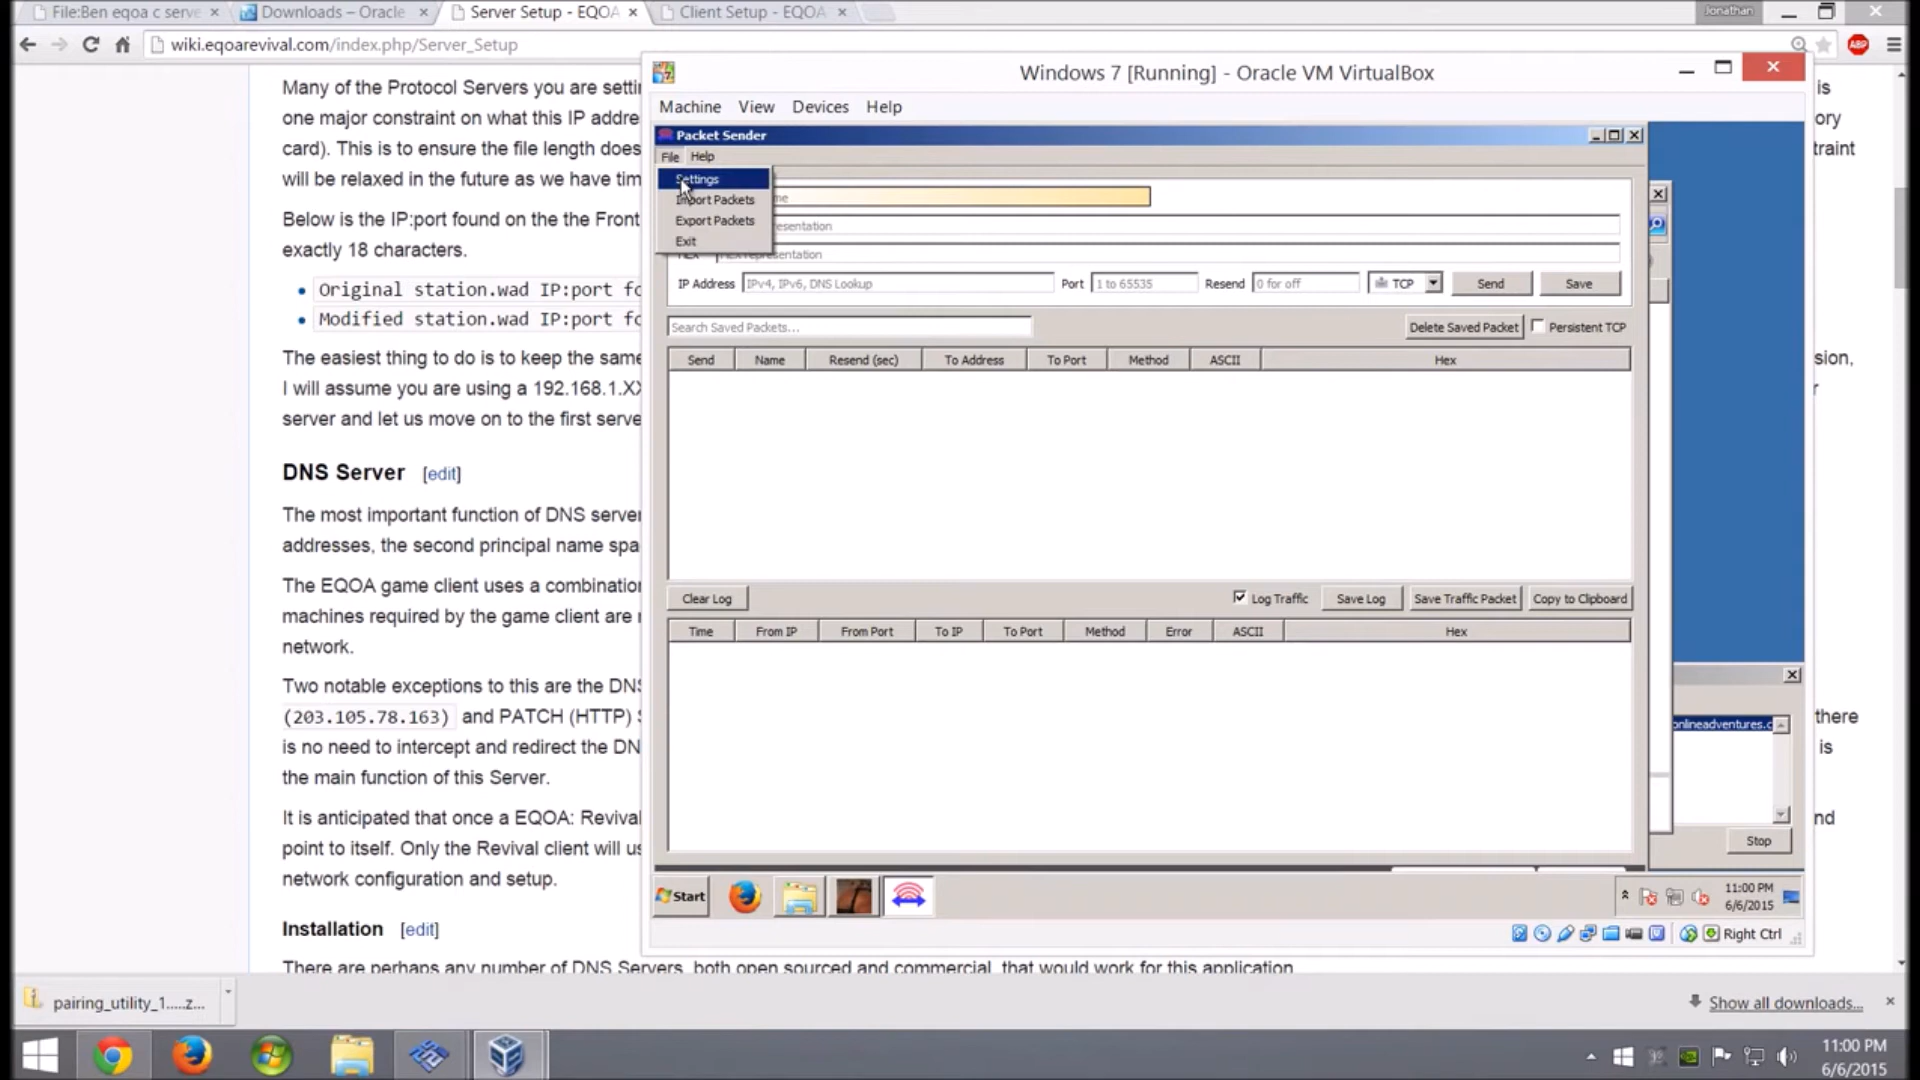 File:Ben eqoa c serve
Downloads – Oracle
Server Setup - EQOA
Client Setup - EQOA
Jonathan
wiki.eqoarevival.com/index.php/Server_Setup
ABP
Many of the Protocol Servers you are
is
one major constraint on what this IP
ory
card). This is to ensure the file length does
traint
will be relaxed in the future as we have
Below is the IP:port found on the the Front
exactly 18 characters.
Original station.wad IP:port
Modified station.wad IP:port
The easiest thing to do is to keep the same
sion,
I will assume you are using a 192.168.1.XX
server and let us move on to the first
DNS Server [edit]
The most important function of DNS
addresses, the second principal name
The EQOA game client uses a
machines required by the game client are
network.
Two notable exceptions to this are the
(203.105.78.163) and PATCH (HTTP)
there
is no need to intercept and redirect the
is
the main function of this Server.
It is anticipated that once a EQOA:
nd
point to itself. Only the Revival client will
network configuration and setup.
Installation [edit]
There are perhaps any number of DNS Servers, both open sourced and commercial, that would work for this application
Windows 7 [Running] - Oracle VM VirtualBox
Machine View Devices Help
Packet Sender
File Help
Settings
Import Packets
Export Packets
Exit
me
esentation
HEX Hex representation
IP Address IPv4, IPv6, DNS Lookup Port 1 to 65535 Resend 0 for off TCP Send Save
Search Saved Packets... Delete Saved Packet Persistent TCP
Send Name Resend (sec) To Address To Port Method ASCII Hex
Clear Log Log Traffic Save Log Save Traffic Packet Copy to Clipboard
Time From IP From Port To IP To Port Method Error ASCII Hex
onlineadventures.c
Stop
Start
11:00 PM
6/6/2015
Right Ctrl
pairing_utility_1.....z...
Show all downloads...
11:00 PM
6/6/2015